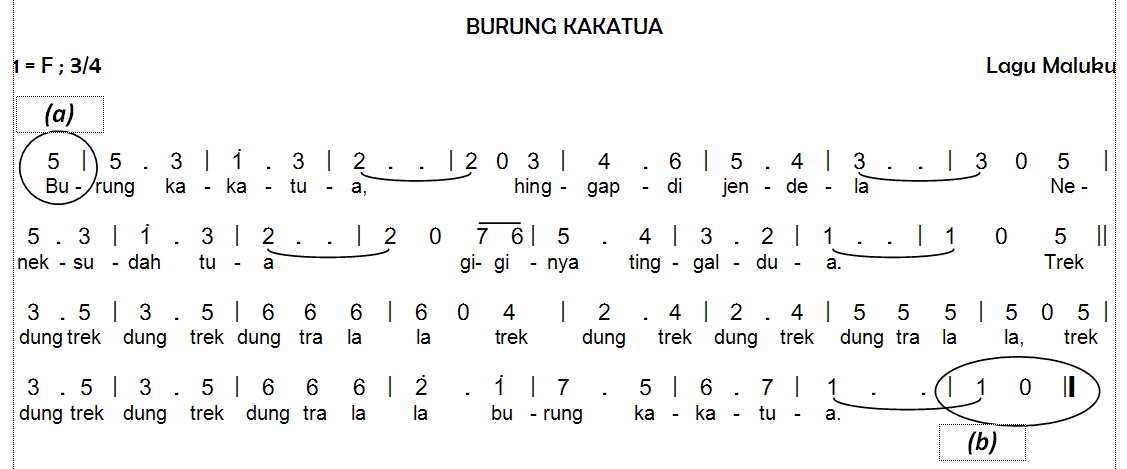 BURUNG KAKATUA
1 = F ; 3/4 Lagu Maluku
(a)
5 | 5 . 3 | 1̇ . 3 | 2 . . | 2 0 3 | 4 . 6 | 5 . 4 | 3 . . | 3 0 5 |
Bu - rung ka - ka - tu - a, hing - gap - di jen - de - la Ne -
5 . 3 | 1̇ . 3 | 2 . . | 2 0 7 6 | 5 . 4 | 3 . 2 | 1 . . | 1 0 5 ||
nek - su - dah tu - a gi- gi - nya ting - gal - du - a. Trek
3 . 5 | 3 . 5 | 6 6 6 | 6 0 4 | 2 . 4 | 2 . 4 | 5 5 5 | 5 0 5 |
dung trek dung trek dung tra la la trek dung trek dung trek dung tra la la, trek
3 . 5 | 3 . 5 | 6 6 6 | 2̇ . 1̇ | 7 . 5 | 6 . 7 | 1 . . | 1 0 ||
dung trek dung trek dung tra la la bu - rung ka - ka - tu - a.
(b)